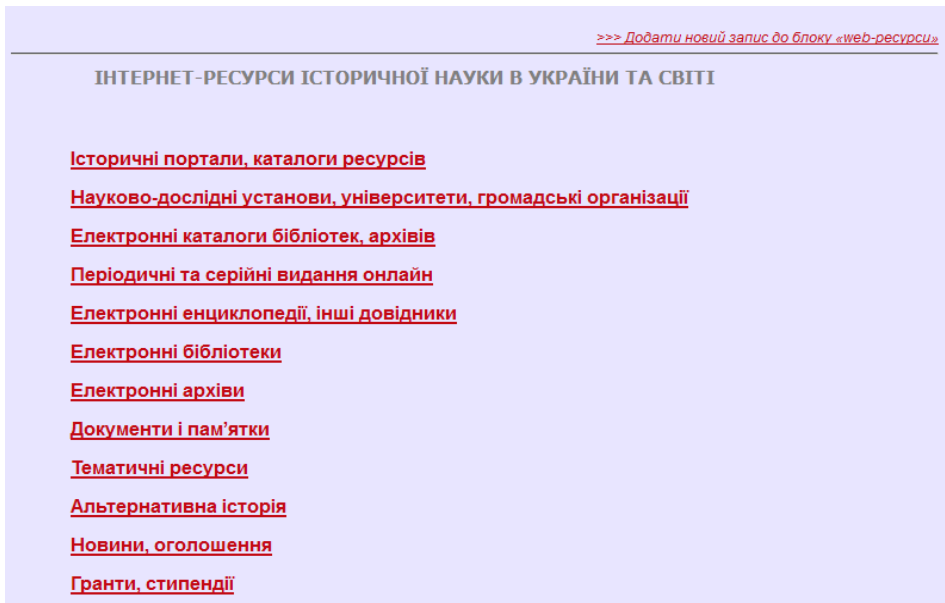 >>> Додати новий запис до блоку «web-ресурси»
ІНТЕРНЕТ-РЕСУРСИ ІСТОРИЧНОЇ НАУКИ В УКРАЇНИ ТА СВІТІ
Історичні портали, каталоги ресурсів
Науково-дослідні установи, університети, громадські організації
Електронні каталоги бібліотек, архівів
Періодичні та серійні видання онлайн
Електронні енциклопедії, інші довідники
Електронні бібліотеки
Електронні архіви
Документи і пам’ятки
Тематичні ресурси
Альтернативна історія
Новини, оголошення
Гранти, стипендії